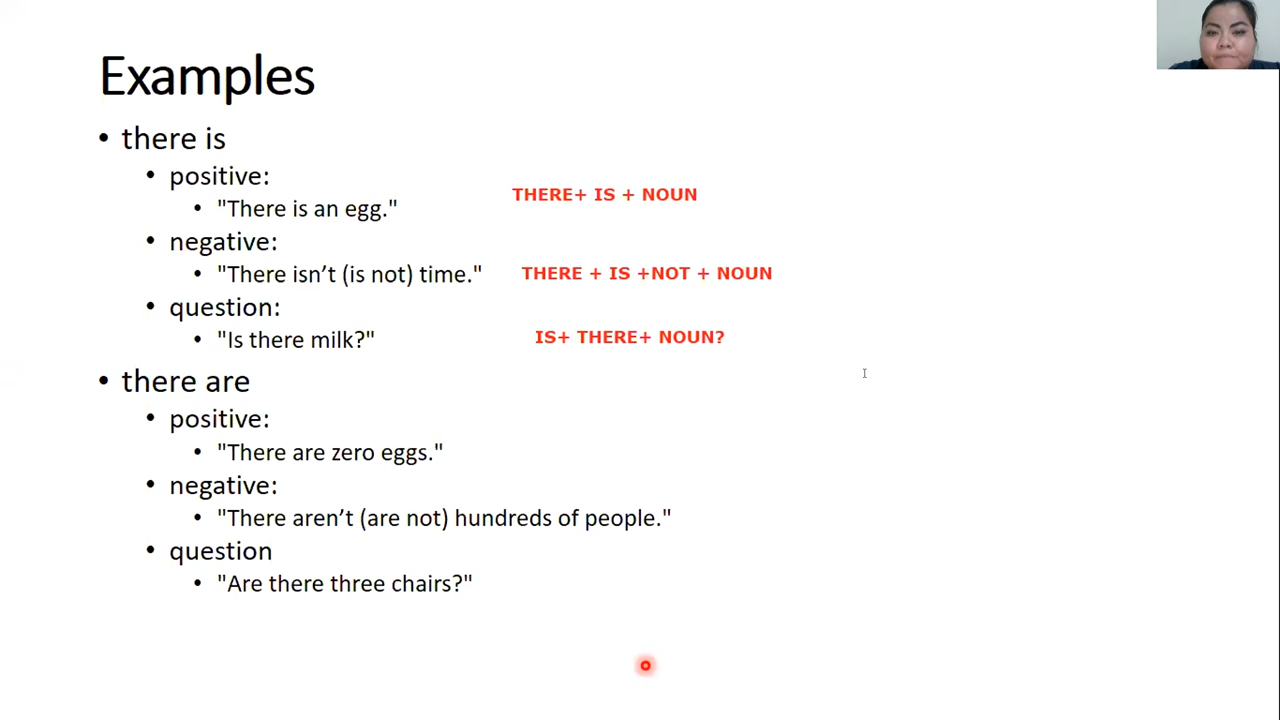 Examples
• there is
• positive:
THERE+ IS + NOUN
• "There is an egg."
• negative:
• "There isn’t (is not) time."
THERE + IS +NOT + NOUN
• question:
• "Is there milk?"
IS+ THERE+ NOUN?
• there are
• positive:
• "There are zero eggs."
• negative:
• "There aren’t (are not) hundreds of people."
• question
• "Are there three chairs?"